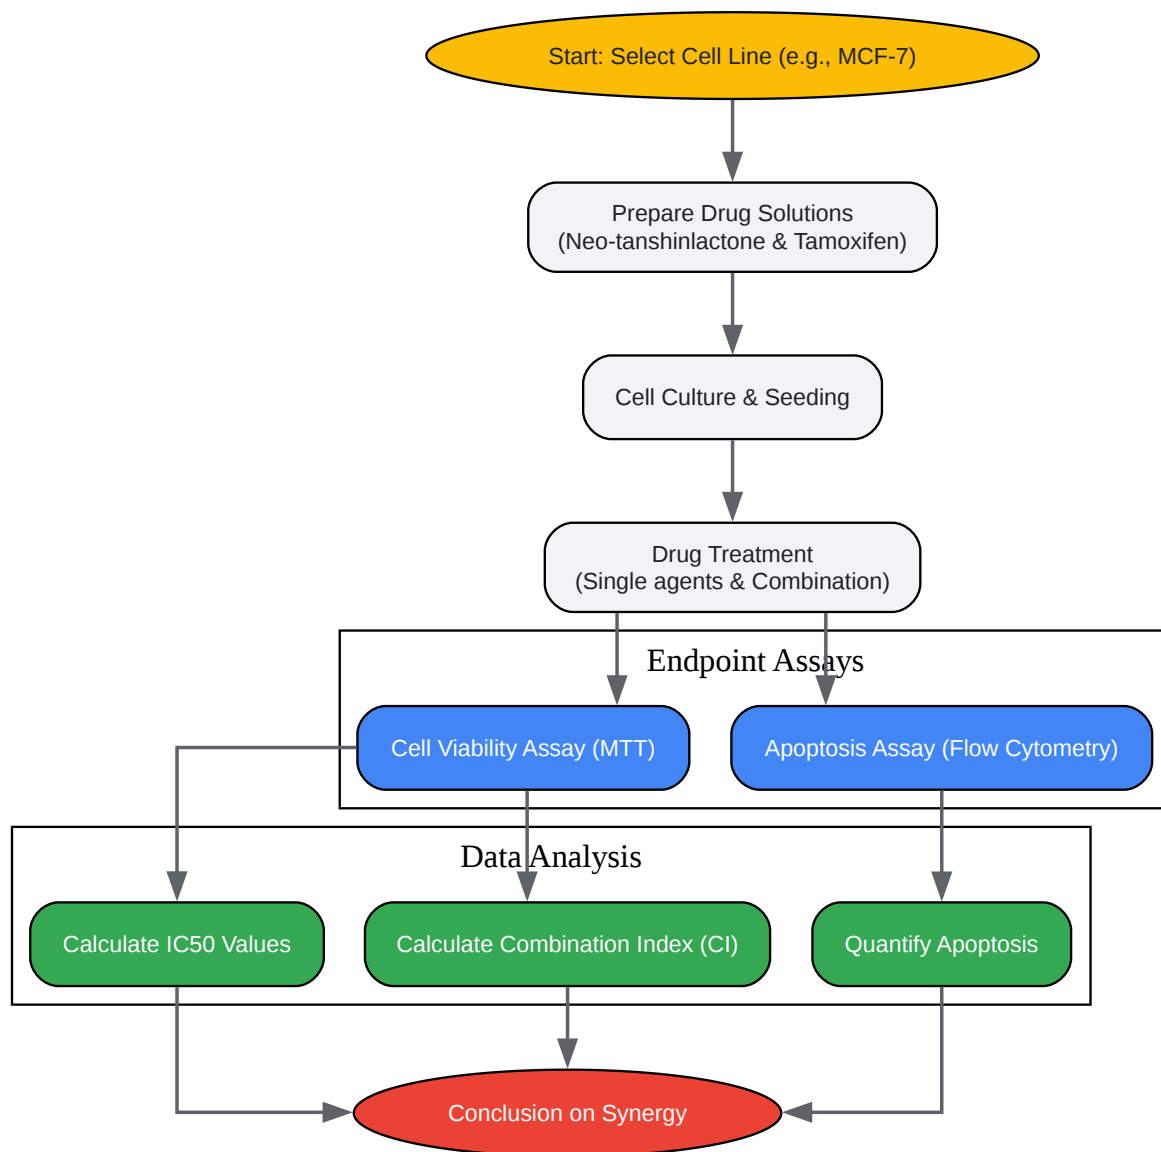 Start: Select Cell Line (e.g., MCF-7)
Prepare Drug Solutions
(Neo-tanshinlactone & Tamoxifen)
Cell Culture & Seeding
Drug Treatment
(Single agents & Combination)
Endpoint Assays
Cell Viability Assay (MTT)
Apoptosis Assay (Flow Cytometry)
Data Analysis
Calculate IC50 Values
Calculate Combination Index (CI)
Quantify Apoptosis
Conclusion on Synergy